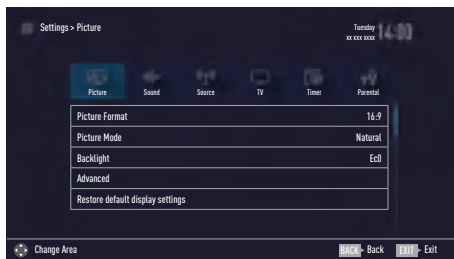 Settings > Picture
Tuesday
xx xxx xxxx
14:00
Picture Sound Source TV Timer Parental
Picture Format 16:9
Picture Mode Natural
Backlight Ec0
Advanced
Restore default display settings
Change Area BACK Back EXIT Exit